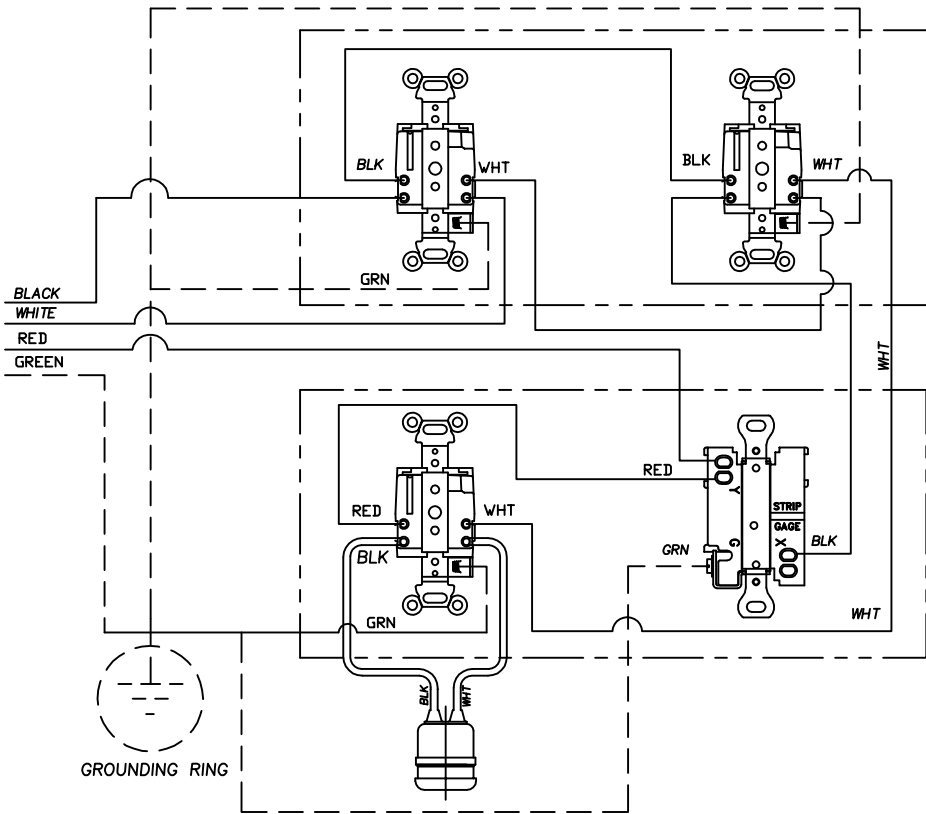 BLK
WHT
BLK
WHT
GRN
BLACK
WHITE
RED
GREEN
WHT
RED
RED
WHT
Y
STRIP
GAGE
G
X
BLK
BLK
GRN
GRN
WHT
BLK
WHT
GROUNDING RING